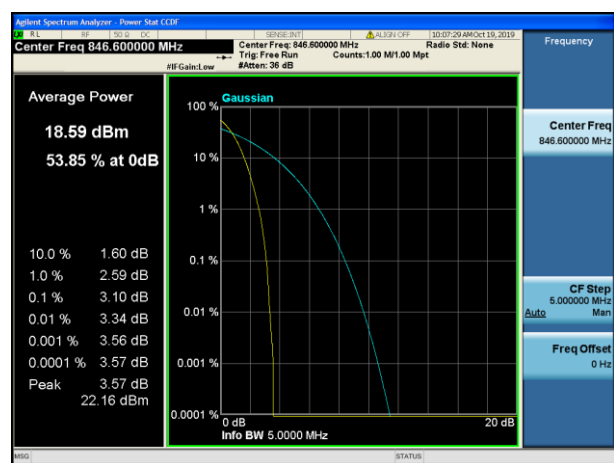 Agilent Spectrum Analyzer - Power Stat CCDF
RL RF 50 Ω DC SENSE:INT ALIGN OFF 10:07:29 AM Oct 19, 2019
Center Freq 846.600000 MHz
Center Freq: 846.600000 MHz Radio Std: None
Trig: Free Run Counts:1.00 M/1.00 Mpt
#IFGain:Low #Atten: 36 dB
Frequency
Average Power
18.59 dBm
53.85 % at 0dB
10.0 % 1.60 dB
1.0 % 2.59 dB
0.1 % 3.10 dB
0.01 % 3.34 dB
0.001 % 3.56 dB
0.0001 % 3.57 dB
Peak 3.57 dB
22.16 dBm
Gaussian
100 %
10 %
1 %
0.1 %
0.01 %
0.001 %
0.0001 %
0 dB 20 dB
Info BW 5.0000 MHz
Center Freq
846.600000 MHz
CF Step
5.000000 MHz
Auto Man
Freq Offset
0 Hz
MSG STATUS